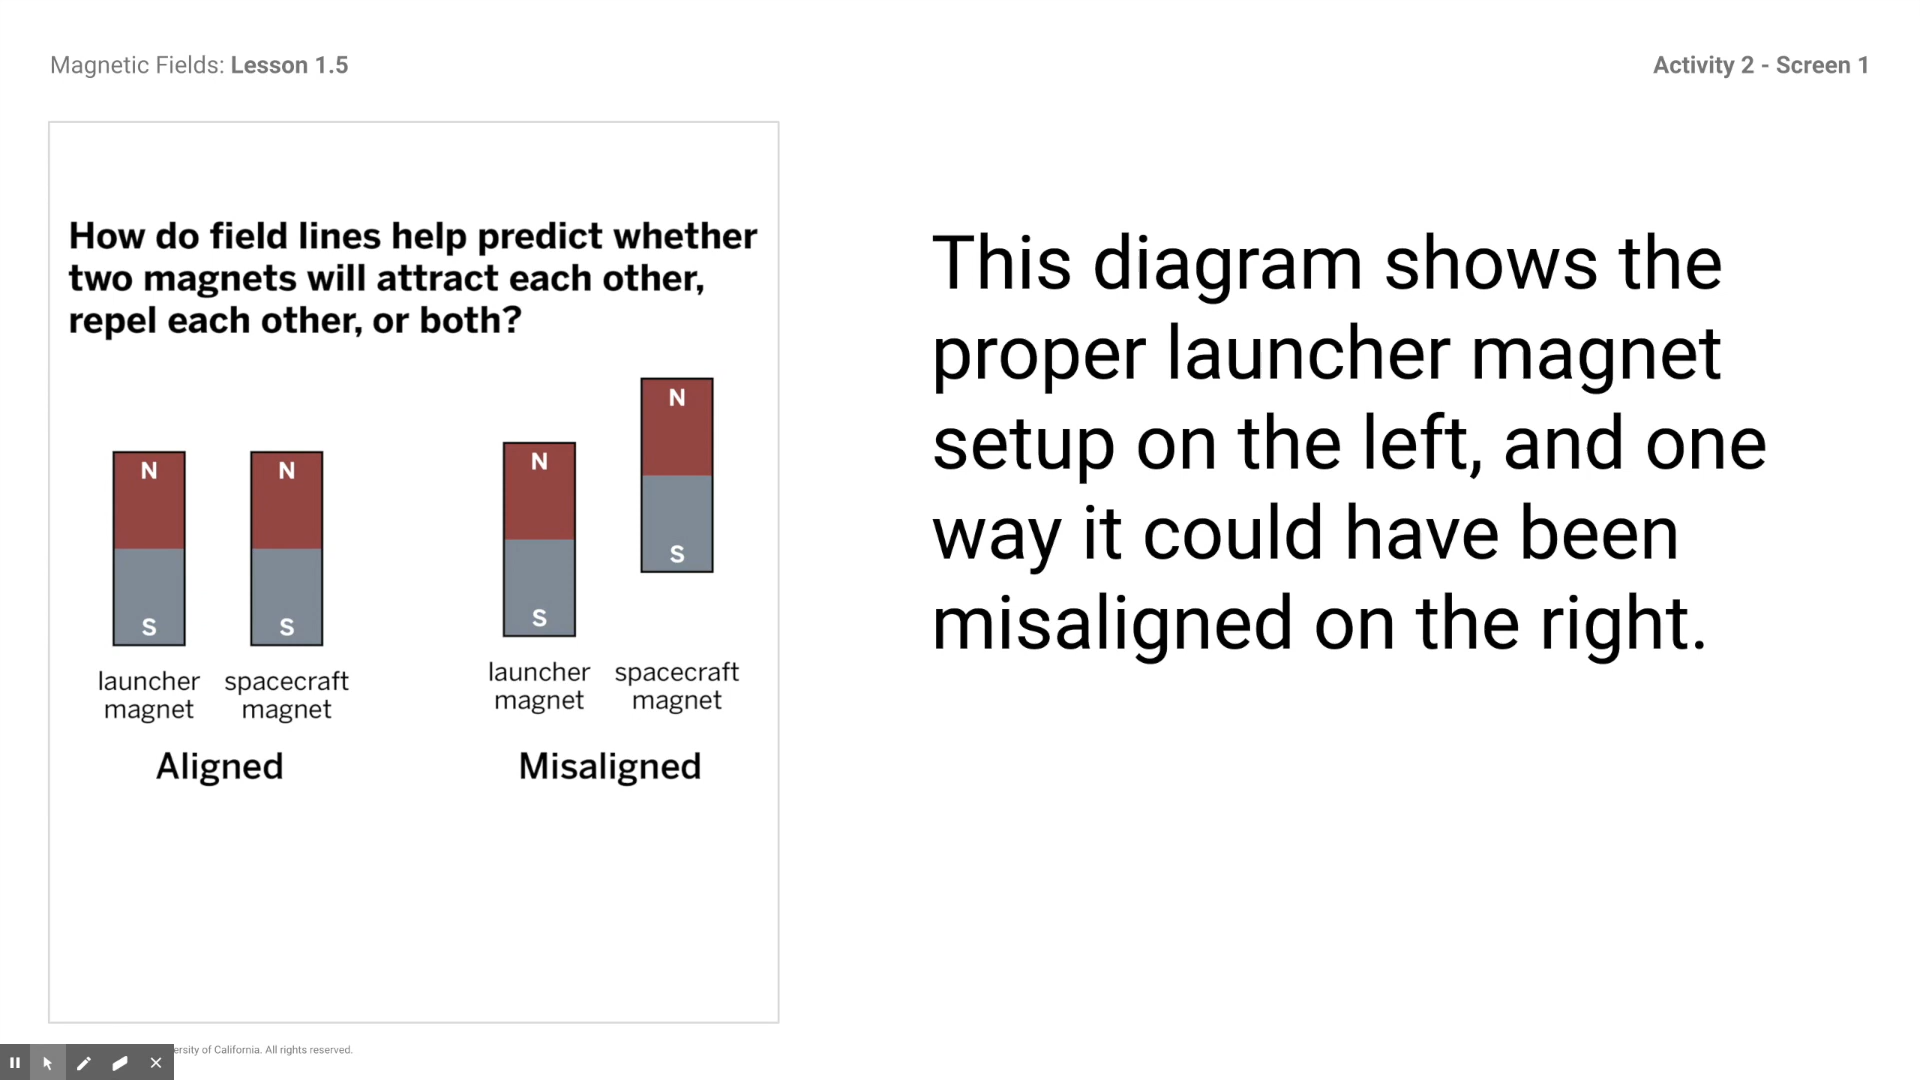 Magnetic Fields: Lesson 1.5
Activity 2 - Screen 1
How do field lines help predict whether
two magnets will attract each other,
repel each other, or both?
N
S
N
S
launcher
magnet
spacecraft
magnet
Aligned
N
S
N
S
launcher
magnet
spacecraft
magnet
Misaligned
This diagram shows the
proper launcher magnet
setup on the left, and one
way it could have been
misaligned on the right.
of California. All rights reserved.